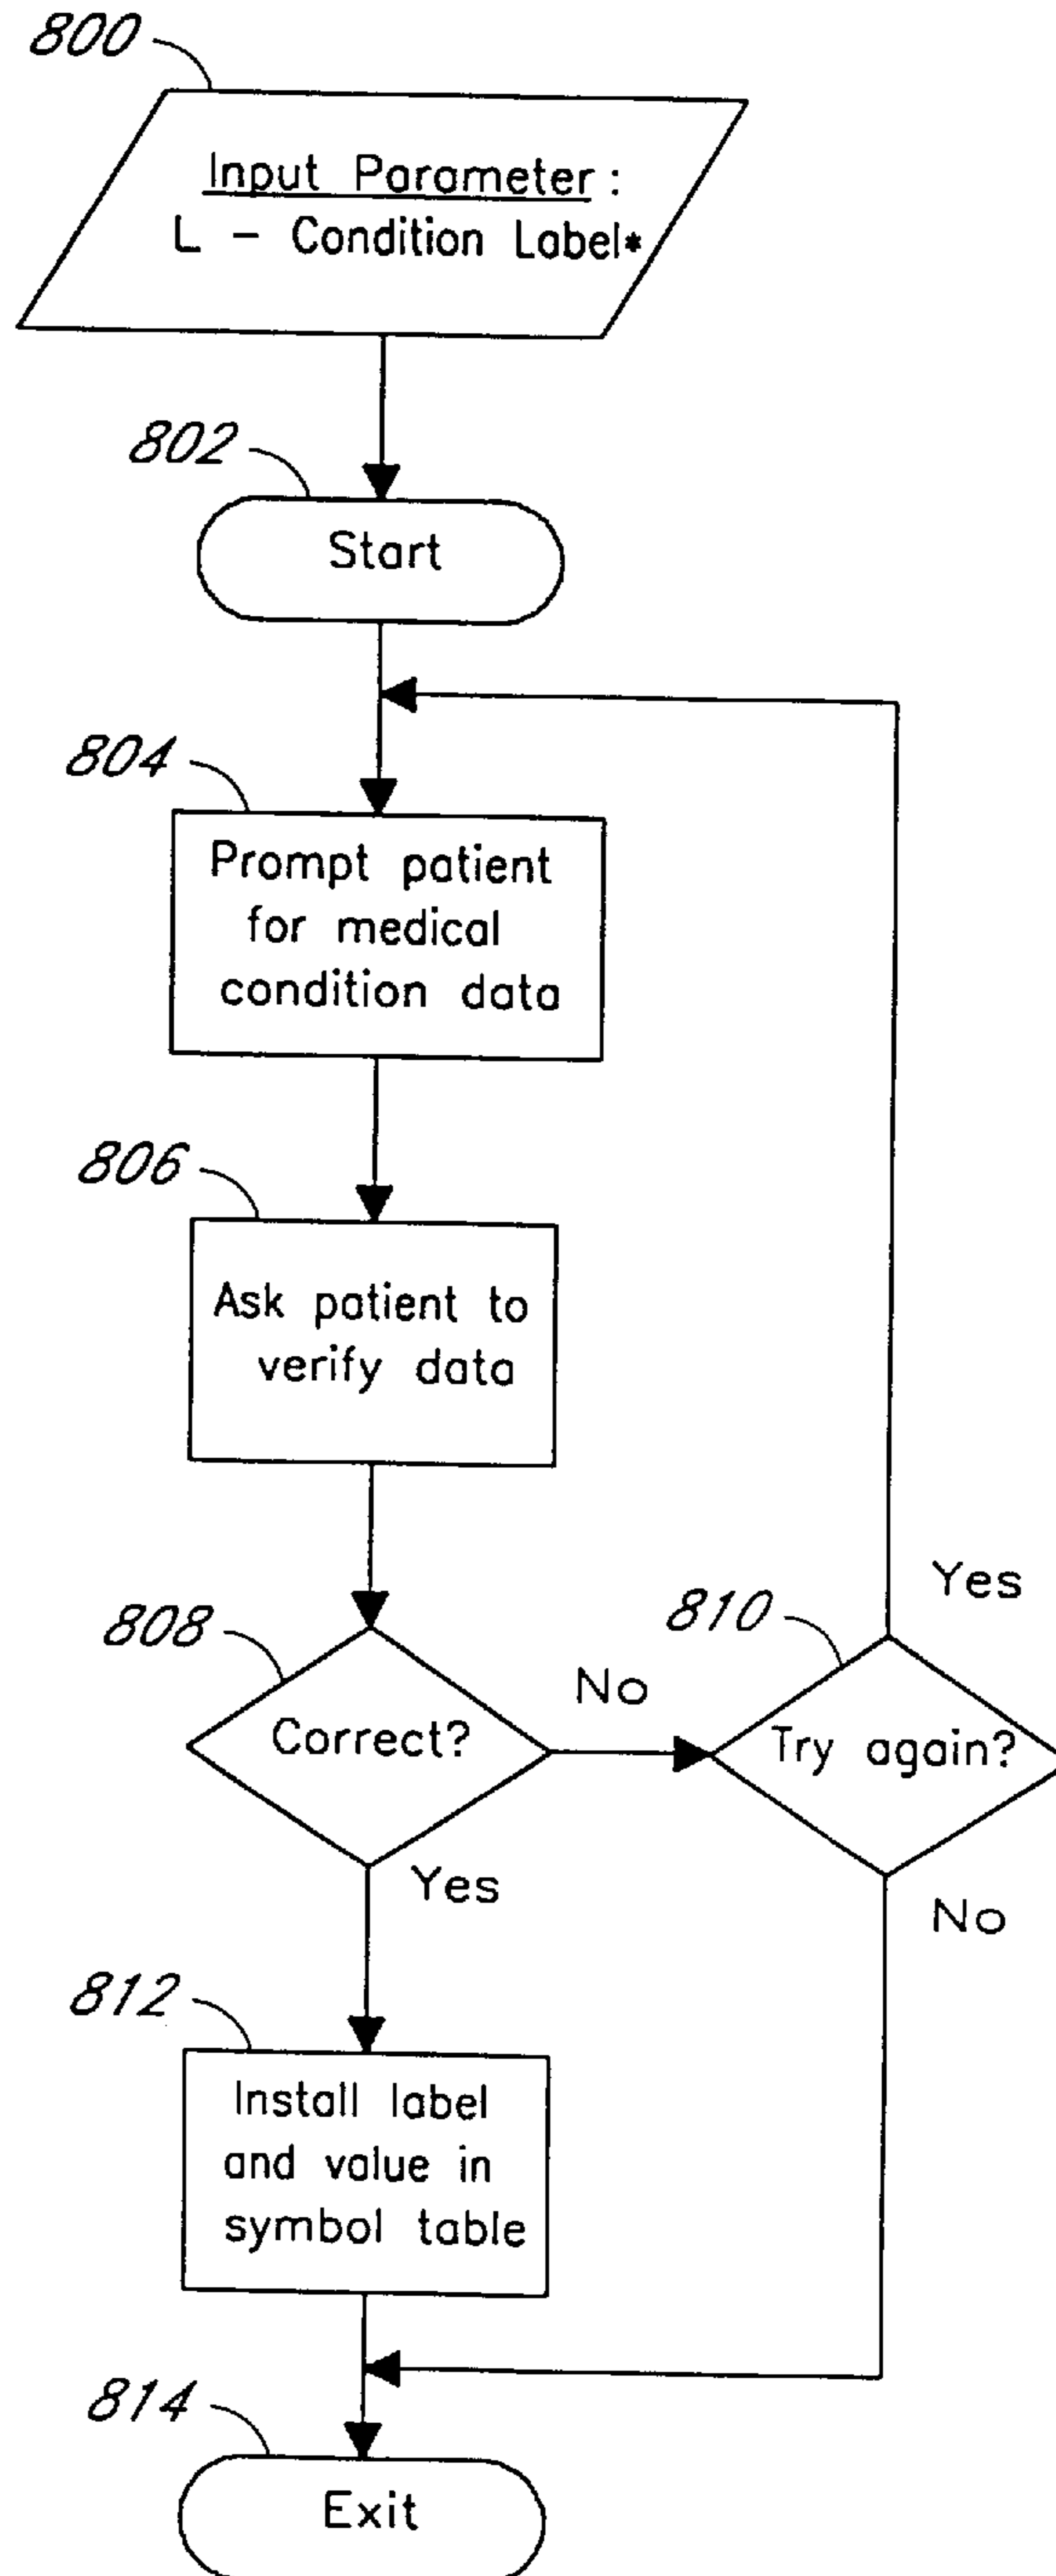 800
Input Parameter :
L - Condition Label*
802
Start
804
Prompt patient
for medical
condition data
806
Ask patient to
verify data
808
Correct?
No
810
Try again?
Yes
Yes
No
812
Install label
and value in
symbol table
814
Exit